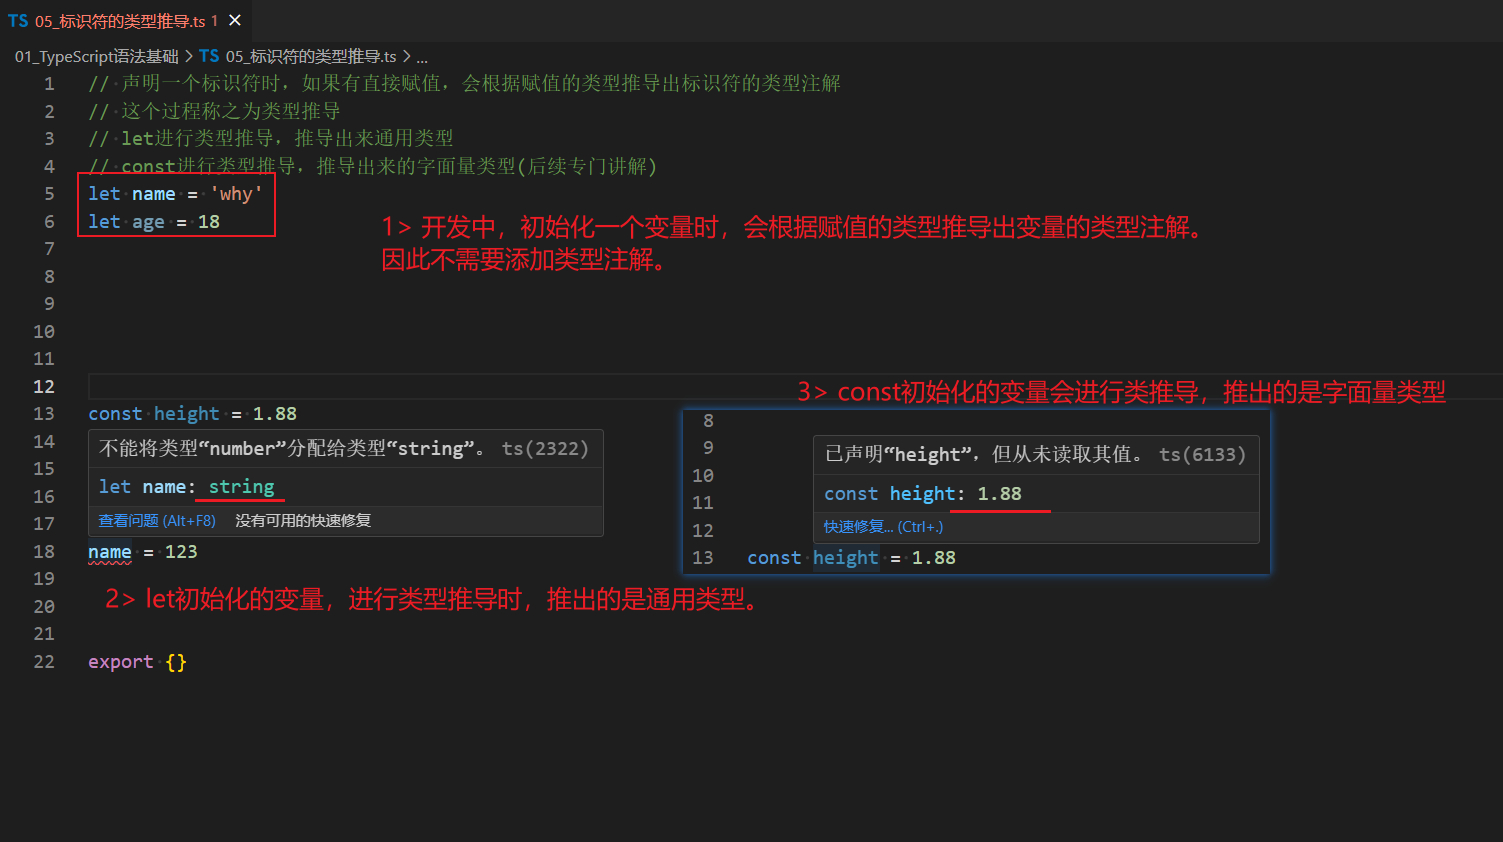 TS 05_标识符的类型推导.ts 1 ×
01_TypeScript语法基础 > TS 05_标识符的类型推导.ts > ...
1 // 声明一个标识符时，如果有直接赋值，会根据赋值的类型推导出标识符的类型注解
2 // 这个过程称之为类型推导
3 // let进行类型推导，推导出来通用类型
4 // const进行类型推导，推导出来的字面量类型(后续专门讲解)
5 let name = 'why'
6 let age = 18
1> 开发中，初始化一个变量时，会根据赋值的类型推导出变量的类型注解。
因此不需要添加类型注解。
7
8
9
10
11
12
13 const height = 1.88
14
不能将类型“number”分配给类型“string”。 ts(2322)
15
16
let name: string
17
查看问题 (Alt+F8) 没有可用的快速修复
18 name = 123
19
2> let初始化的变量，进行类型推导时，推出的是通用类型。
20
21
22 export {}
3> const初始化的变量会进行类推导，推出的是字面量类型
8
9
已声明“height”，但从未读取其值。 ts(6133)
10
11
const height: 1.88
12
快速修复... (Ctrl+.)
13 const height = 1.88